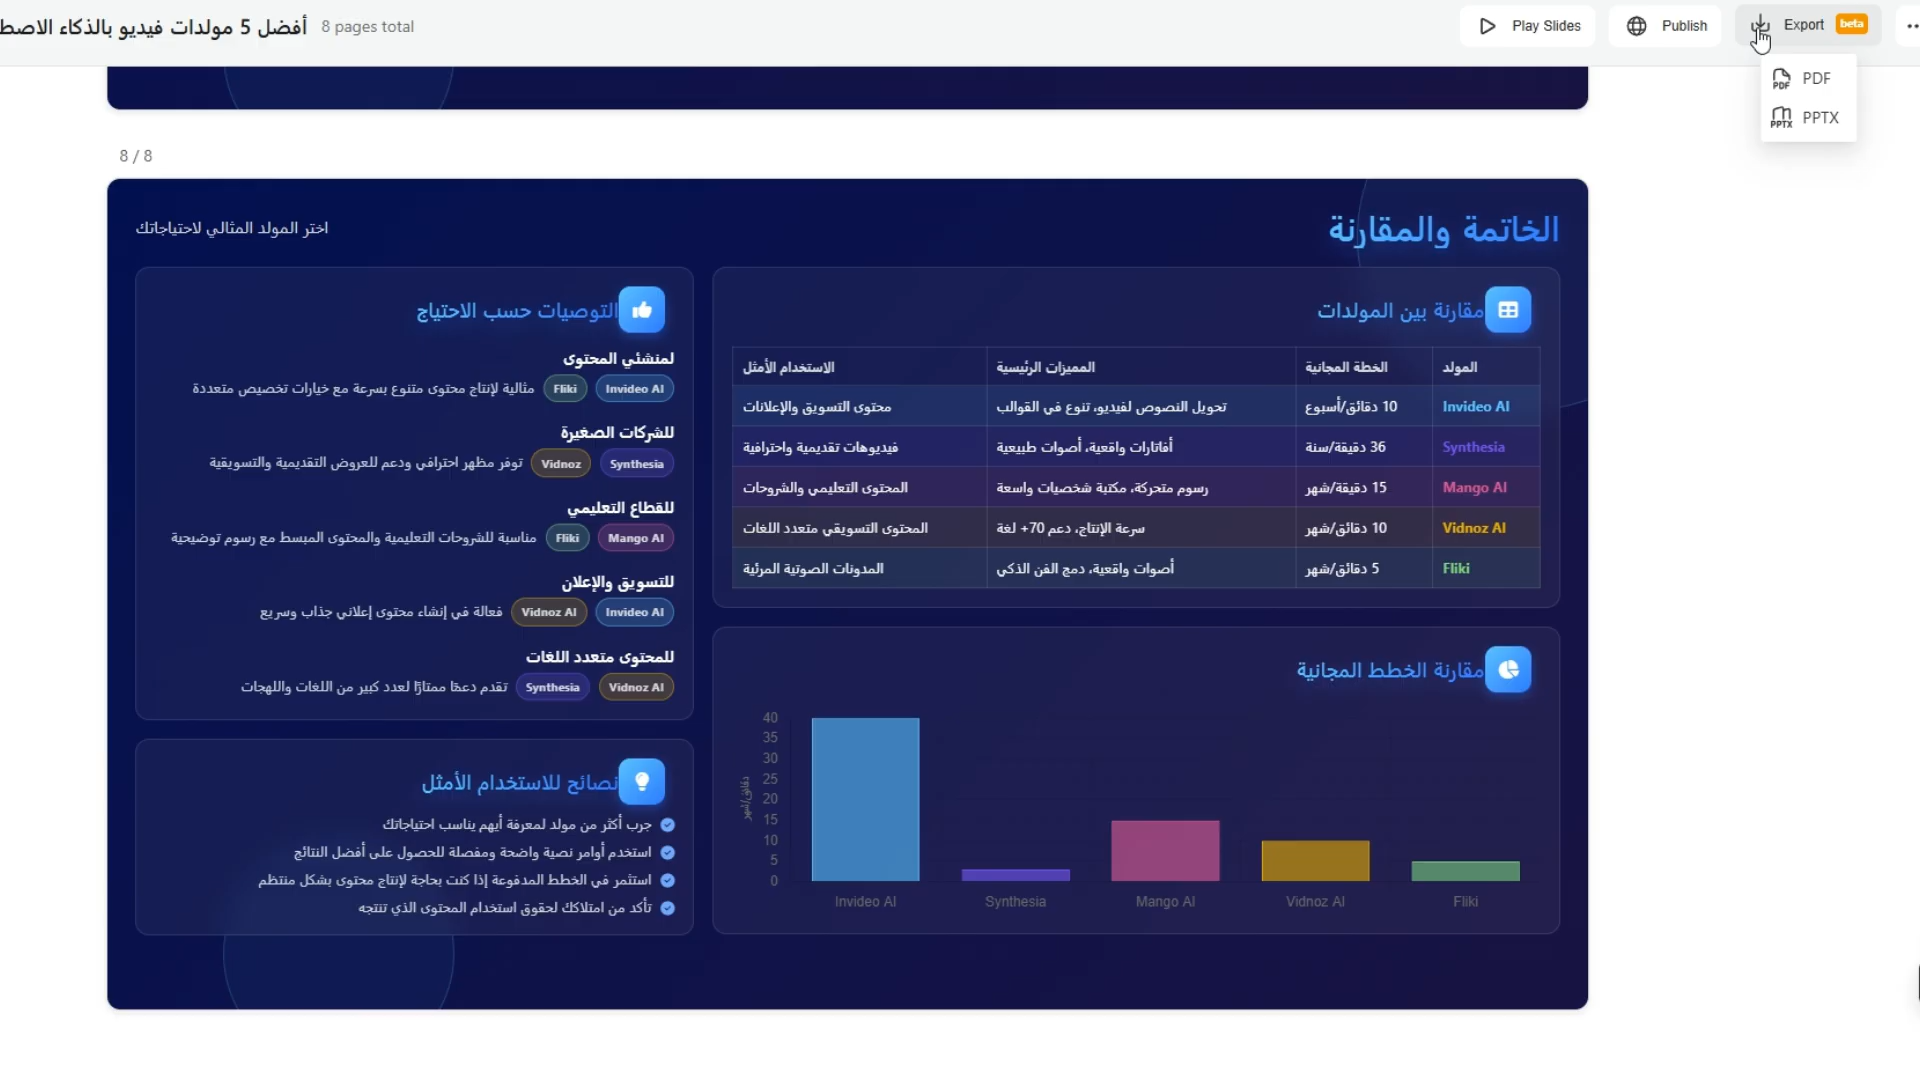 أفضل 5 مولدات فيديو بالذكاء الاصط
8 pages total
Play Slides
Publish
Export
beta
PDF
PPTX
8 / 8
الخاتمة والمقارنة
اختر المولد المثالي لاحتياجاتك
مقارنة بين المولدات
المولد الخطة المجانية المميزات الرئيسية الاستخدام الأمثل
Invideo AI 10 دقائق/أسبوع تحويل النصوص لفيديو، تنوع في القوالب محتوى التسويق والإعلانات
Synthesia 36 دقيقة/سنة أفاتارات واقعية، أصوات طبيعية فيديوهات تقديمية واحترافية
Mango AI 15 دقيقة/شهر رسوم متحركة، مكتبة شخصيات واسعة المحتوى التعليمي والشروحات
Vidnoz AI 10 دقائق/شهر سرعة الإنتاج، دعم 70+ لغة المحتوى التسويقي متعدد اللغات
Fliki 5 دقائق/شهر أصوات واقعية، دمج الفن الذكي المدونات الصوتية المرئية
مقارنة الخطط المجانية
40
35
30
25
20
15
10
5
0
دقائق/شهر
Invideo AI Synthesia Mango AI Vidnoz AI Fliki
التوصيات حسب الاحتياج
لمنشئي المحتوى
Invideo AI Fliki مثالية لإنتاج محتوى متنوع بسرعة مع خيارات تخصيص متعددة
للشركات الصغيرة
Synthesia Vidnoz توفر مظهر احترافي ودعم للعروض التقديمية والتسويقية
للقطاع التعليمي
Mango AI Fliki مناسبة للشروحات التعليمية والمحتوى المبسط مع رسوم توضيحية
للتسويق والإعلان
Invideo AI Vidnoz AI فعالة في إنشاء محتوى إعلاني جذاب وسريع
للمحتوى متعدد اللغات
Vidnoz AI Synthesia تقدم دعمًا ممتازًا لعدد كبير من اللغات واللهجات
نصائح للاستخدام الأمثل
جرب أكثر من مولد لمعرفة أيهم يناسب احتياجاتك
استخدم أوامر نصية واضحة ومفصلة للحصول على أفضل النتائج
استثمر في الخطط المدفوعة إذا كنت بحاجة لإنتاج محتوى بشكل منتظم
تأكد من امتلاكك لحقوق استخدام المحتوى الذي تنتجه